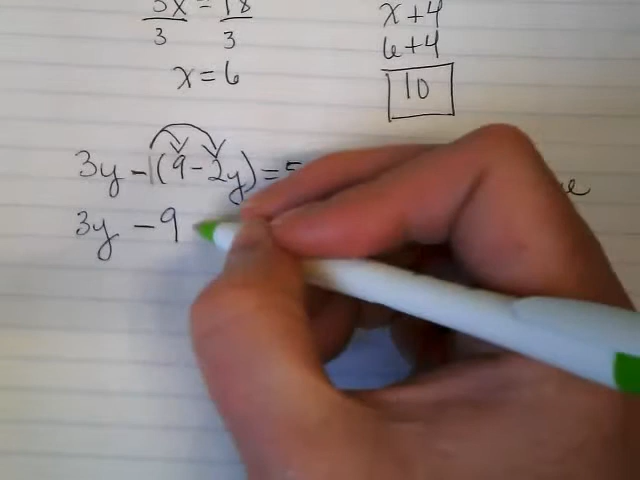 3x = 18
3 3
x = 6
x + 4
6 + 4
10
3y - 1(9 - 2y) = 5
3y - 9